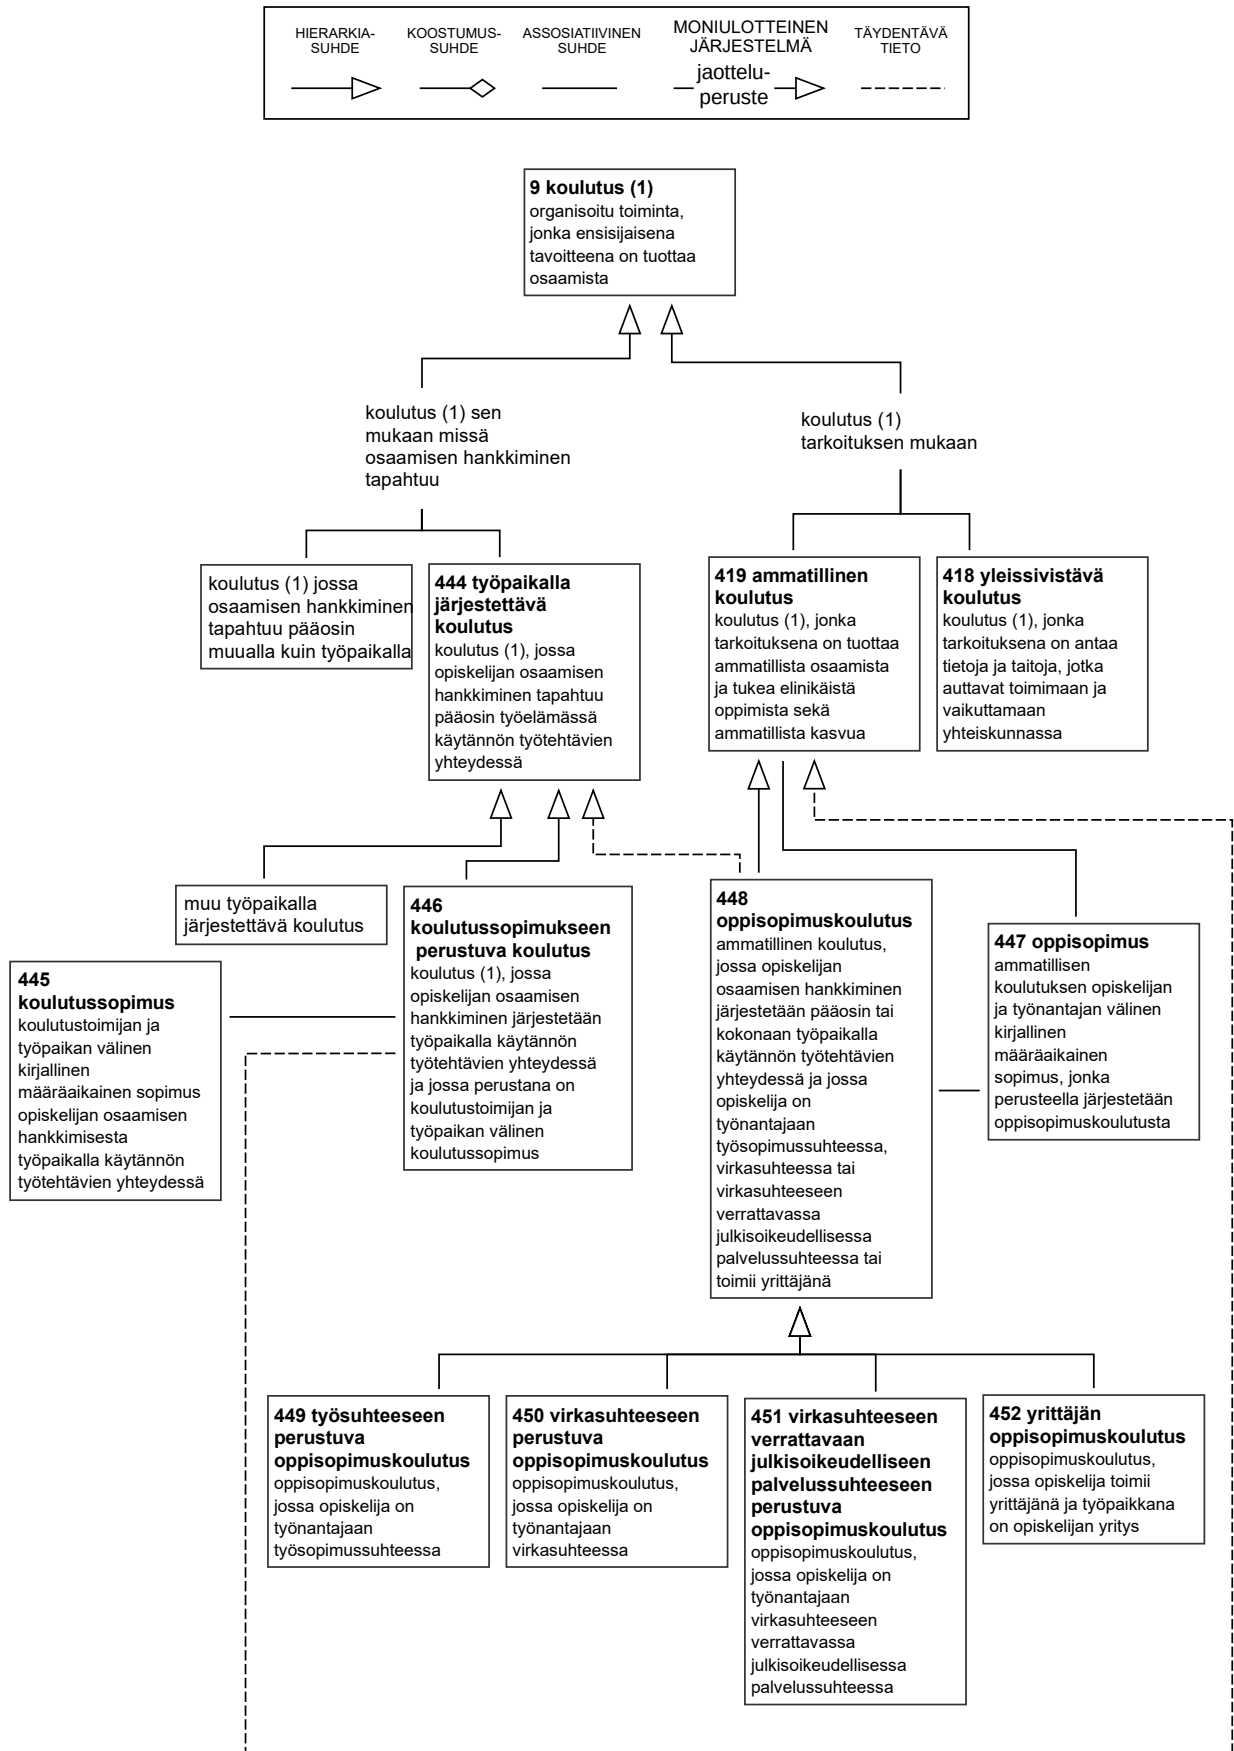 HIERARKIA-
SUHDE
KOOSTUMUS-
SUHDE
ASSOSIATIIVINEN
SUHDE
MONIULOTTEINEN
JÄRJESTELMÄ
jaottelu-
peruste
TÄYDENTÄVÄ
TIETO
9 koulutus (1)
organisoitu toiminta,
jonka ensisijaisena
tavoitteena on tuottaa
osaamista
koulutus (1) sen
mukaan missä
osaamisen hankkiminen
tapahtuu
koulutus (1)
tarkoituksen mukaan
koulutus (1) jossa
osaamisen hankkiminen
tapahtuu pääosin
muualla kuin työpaikalla
444 työpaikalla
järjestettävä
koulutus
koulutus (1), jossa
opiskelijan osaamisen
hankkiminen tapahtuu
pääosin työelämässä
käytännön työtehtävien
yhteydessä
419 ammatillinen
koulutus
koulutus (1), jonka
tarkoituksena on tuottaa
ammatillista osaamista
ja tukea elinikäistä
oppimista sekä
ammatillista kasvua
418 yleissivistävä
koulutus
koulutus (1), jonka
tarkoituksena on antaa
tietoja ja taitoja, jotka
auttavat toimimaan ja
vaikuttamaan
yhteiskunnassa
muu työpaikalla
järjestettävä koulutus
446
koulutussopimukseen
perustuva koulutus
koulutus (1), jossa
opiskelijan osaamisen
hankkiminen järjestetään
työpaikalla käytännön
työtehtävien yhteydessä
ja jossa perustana on
koulutustoimijan ja
työpaikan välinen
koulutussopimus
448
oppisopimuskoulutus
ammatillinen koulutus,
jossa opiskelijan
osaamisen hankkiminen
järjestetään pääosin tai
kokonaan työpaikalla
käytännön työtehtävien
yhteydessä ja jossa
opiskelija on
työnantajaan
työsopimussuhteessa,
virkasuhteessa tai
virkasuhteeseen
verrattavassa
julkisoikeudellisessa
palvelussuhteessa tai
toimii yrittäjänä
447 oppisopimus
ammatillisen
koulutuksen opiskelijan
ja työnantajan välinen
kirjallinen
määräaikainen
sopimus, jonka
perusteella järjestetään
oppisopimuskoulutusta
445
koulutussopimus
koulutustoimijan ja
työpaikan välinen
kirjallinen
määräaikainen sopimus
opiskelijan osaamisen
hankkimisesta
työpaikalla käytännön
työtehtävien yhteydessä
449 työsuhteeseen
perustuva
oppisopimuskoulutus
oppisopimuskoulutus,
jossa opiskelija on
työnantajaan
työsopimussuhteessa
450 virkasuhteeseen
perustuva
oppisopimuskoulutus
oppisopimuskoulutus,
jossa opiskelija on
työnantajaan
virkasuhteessa
451 virkasuhteeseen
verrattavaan
julkisoikeudelliseen
palvelussuhteeseen
perustuva
oppisopimuskoulutus
oppisopimuskoulutus,
jossa opiskelija on
työnantajaan
virkasuhteeseen
verrattavassa
julkisoikeudellisessa
palvelussuhteessa
452 yrittäjän
oppisopimuskoulutus
oppisopimuskoulutus,
jossa opiskelija toimii
yrittäjänä ja työpaikkana
on opiskelijan yritys